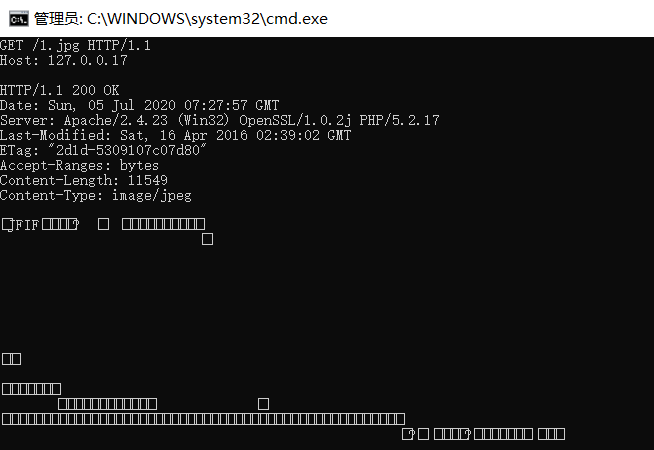 管理员: C:\WINDOWS\system32\cmd.exe
GET /1.jpg HTTP/1.1
Host: 127.0.0.17
HTTP/1.1 200 OK
Date: Sun, 05 Jul 2020 07:27:57 GMT
Server: Apache/2.4.23 (Win32) OpenSSL/1.0.2j PHP/5.2.17
Last-Modified: Sat, 16 Apr 2016 02:39:02 GMT
ETag: "2d1d-5309107c07d80"
Accept-Ranges: bytes
Content-Length: 11549
Content-Type: image/jpeg
JFIF